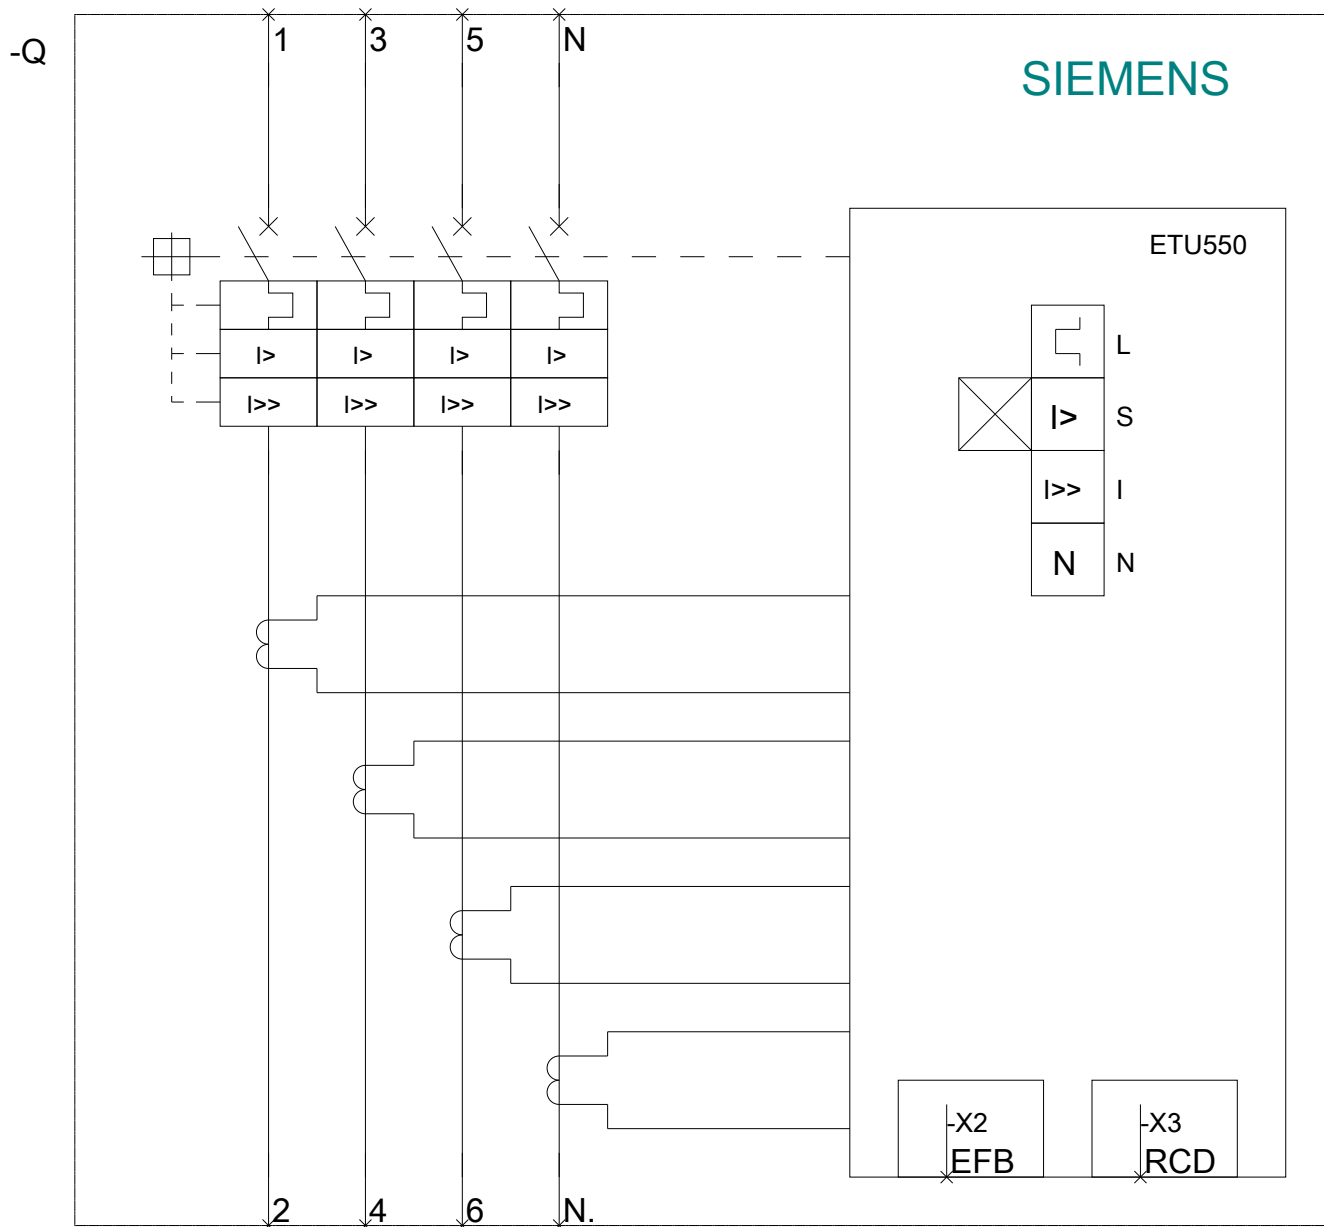 1 3 5 N
-Q
SIEMENS
ETU550
L
I> I> I> I>
I>> I>> I>> I>>
I> S
I>> I
N N
-X2 -X3
EFB RCD
2 4 6 N.